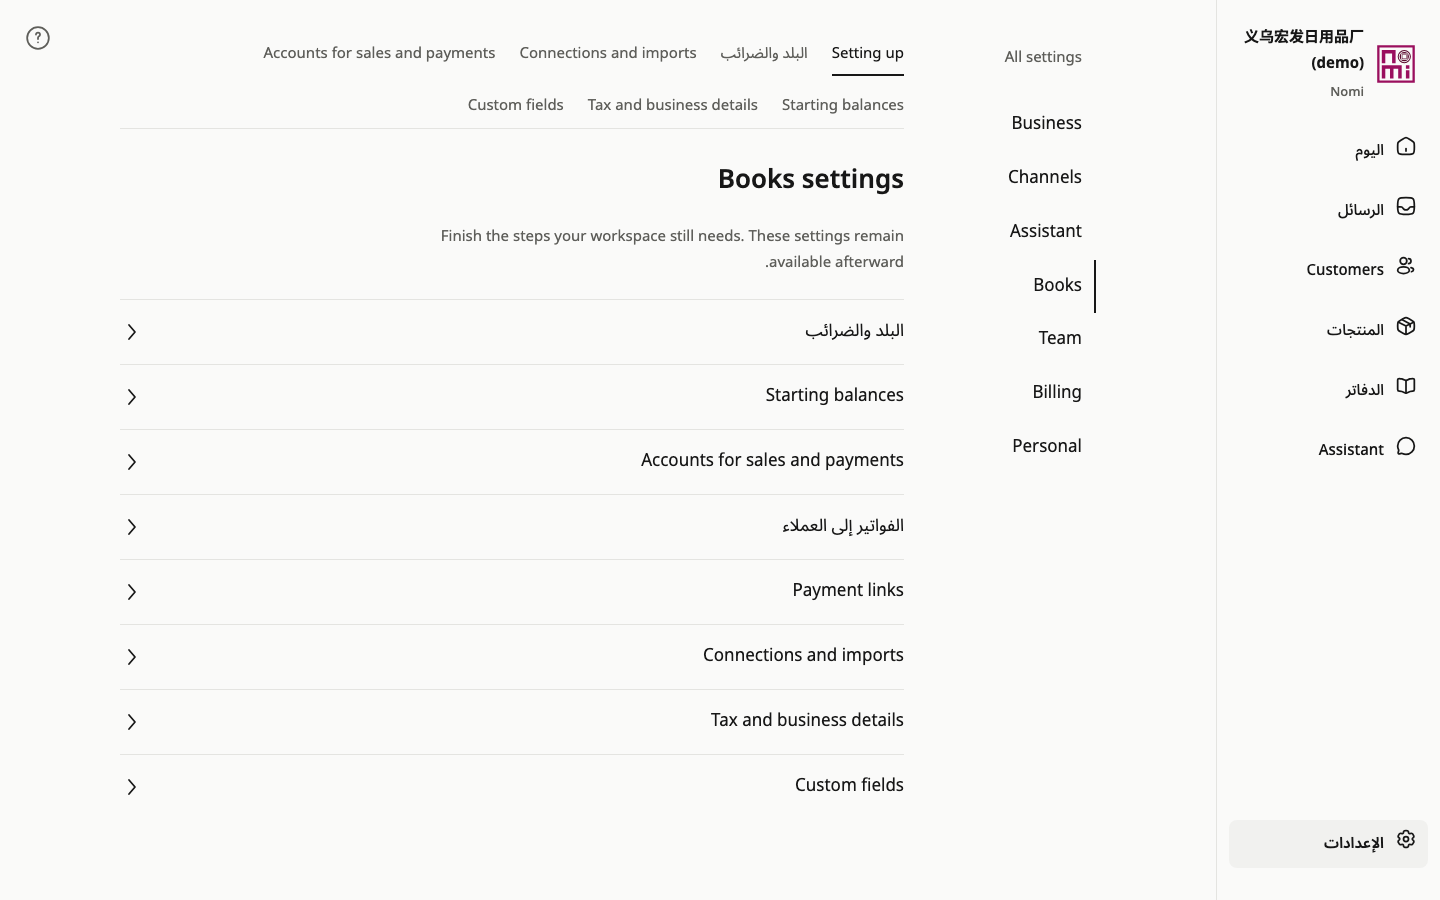 义乌宏发日用品厂
(demo)
Nomi
اليوم
الرسائل
Customers
المنتجات
الدفاتر
Assistant
الإعدادات
All settings
Business
Channels
Assistant
Books
Team
Billing
Personal
Setting up
البلد والضرائب
Connections and imports
Accounts for sales and payments
Starting balances
Tax and business details
Custom fields
Books settings
Finish the steps your workspace still needs. These settings remain
available afterward.
البلد والضرائب
Starting balances
Accounts for sales and payments
الفواتير إلى العملاء
Payment links
Connections and imports
Tax and business details
Custom fields